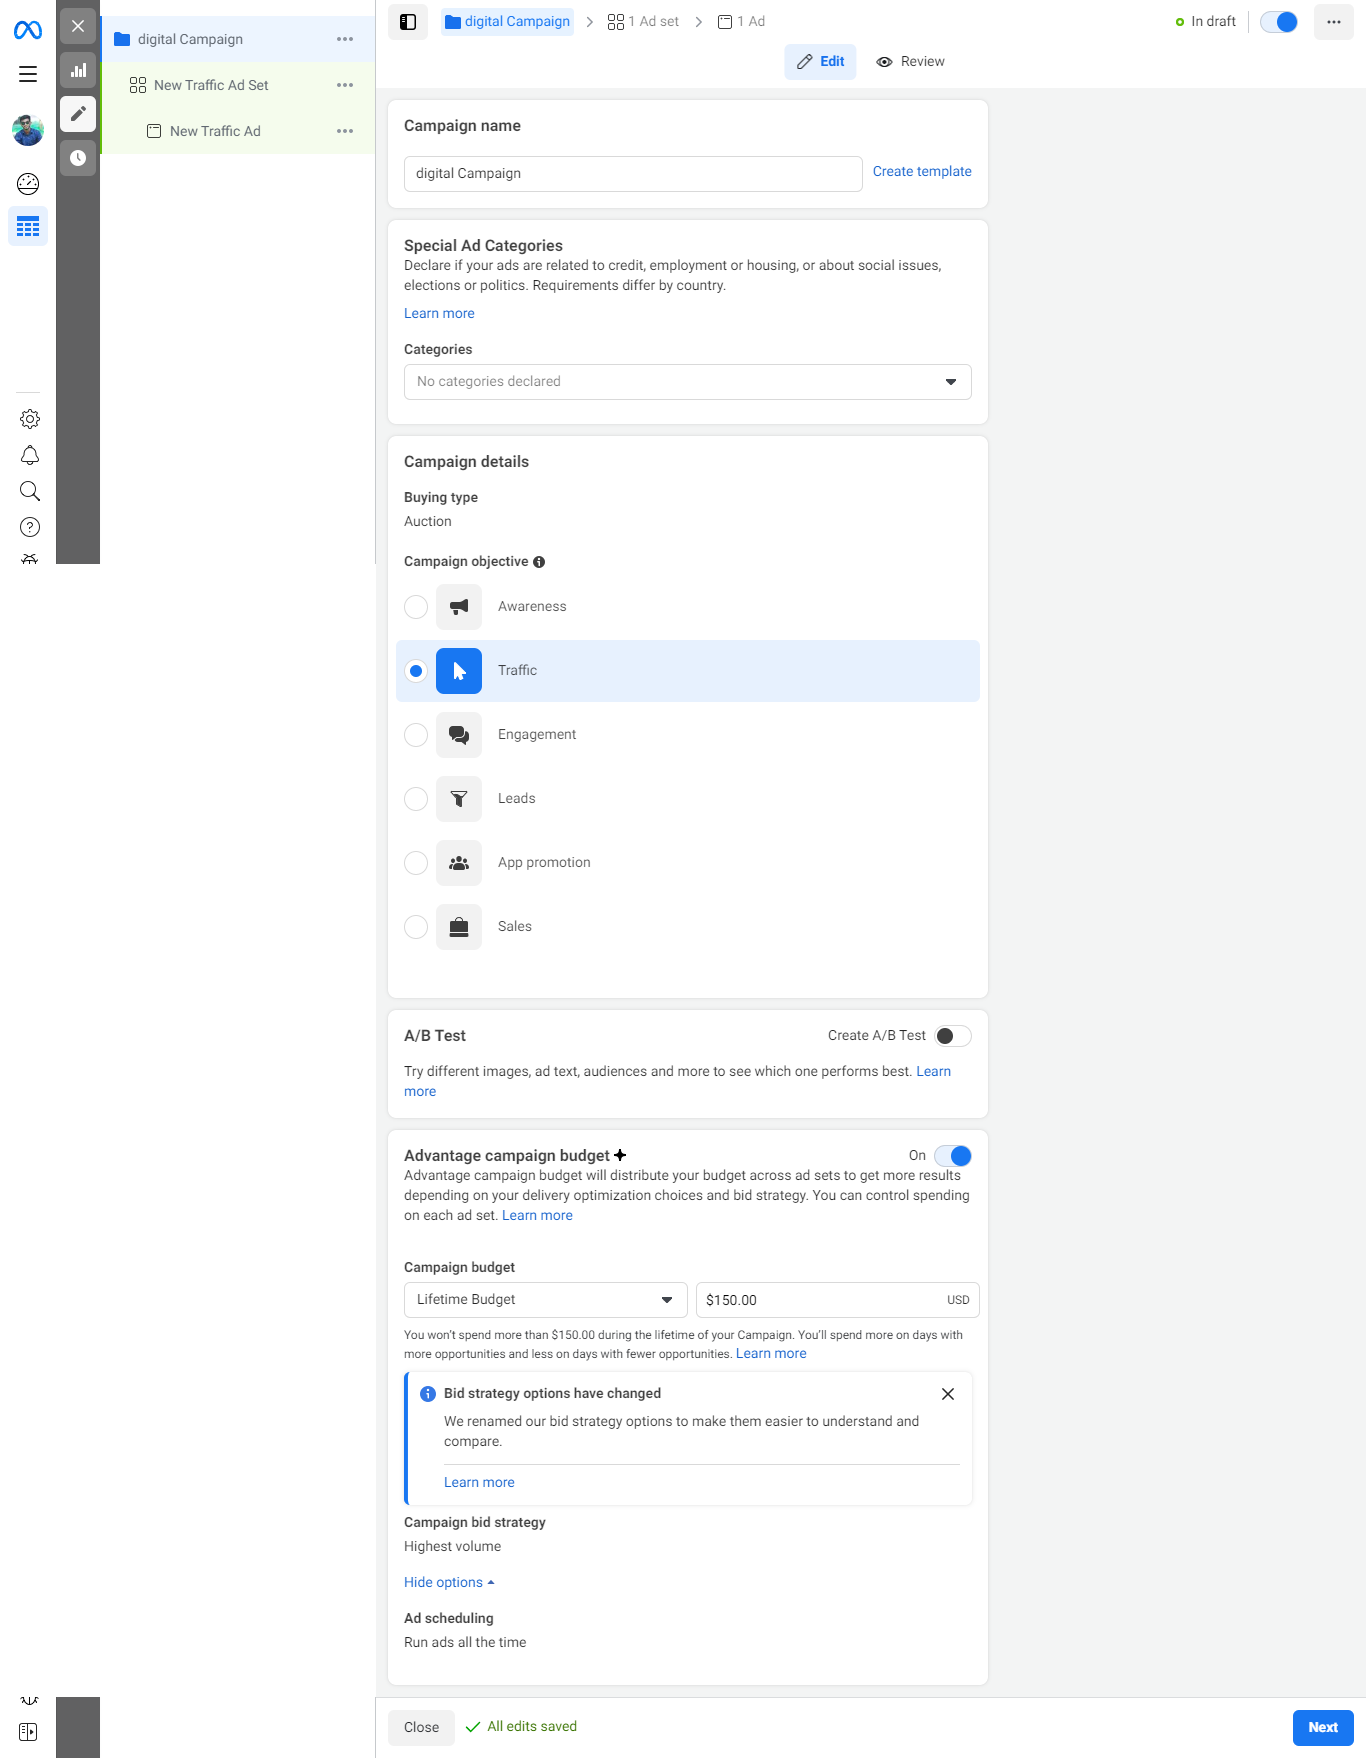 digital Campaign
New Traffic Ad Set
New Traffic Ad
digital Campaign
1 Ad set
1 Ad
In draft
Edit
Review
Campaign name
digital Campaign
Create template
Special Ad Categories
Declare if your ads are related to credit, employment or housing, or about social issues,
elections or politics. Requirements differ by country.
Learn more
Categories
No categories declared
Campaign details
Buying type
Auction
Campaign objective
Awareness
Traffic
Engagement
Leads
App promotion
Sales
A/B Test
Create A/B Test
Try different images, ad text, audiences and more to see which one performs best. Learn
more
Advantage campaign budget
On
Advantage campaign budget will distribute your budget across ad sets to get more results
depending on your delivery optimization choices and bid strategy. You can control spending
on each ad set. Learn more
Campaign budget
Lifetime Budget
$150.00
USD
You won't spend more than $150.00 during the lifetime of your Campaign. You'll spend more on days with
more opportunities and less on days with fewer opportunities. Learn more
Bid strategy options have changed
We renamed our bid strategy options to make them easier to understand and
compare.
Learn more
Campaign bid strategy
Highest volume
Hide options
Ad scheduling
Run ads all the time
Close
All edits saved
Next